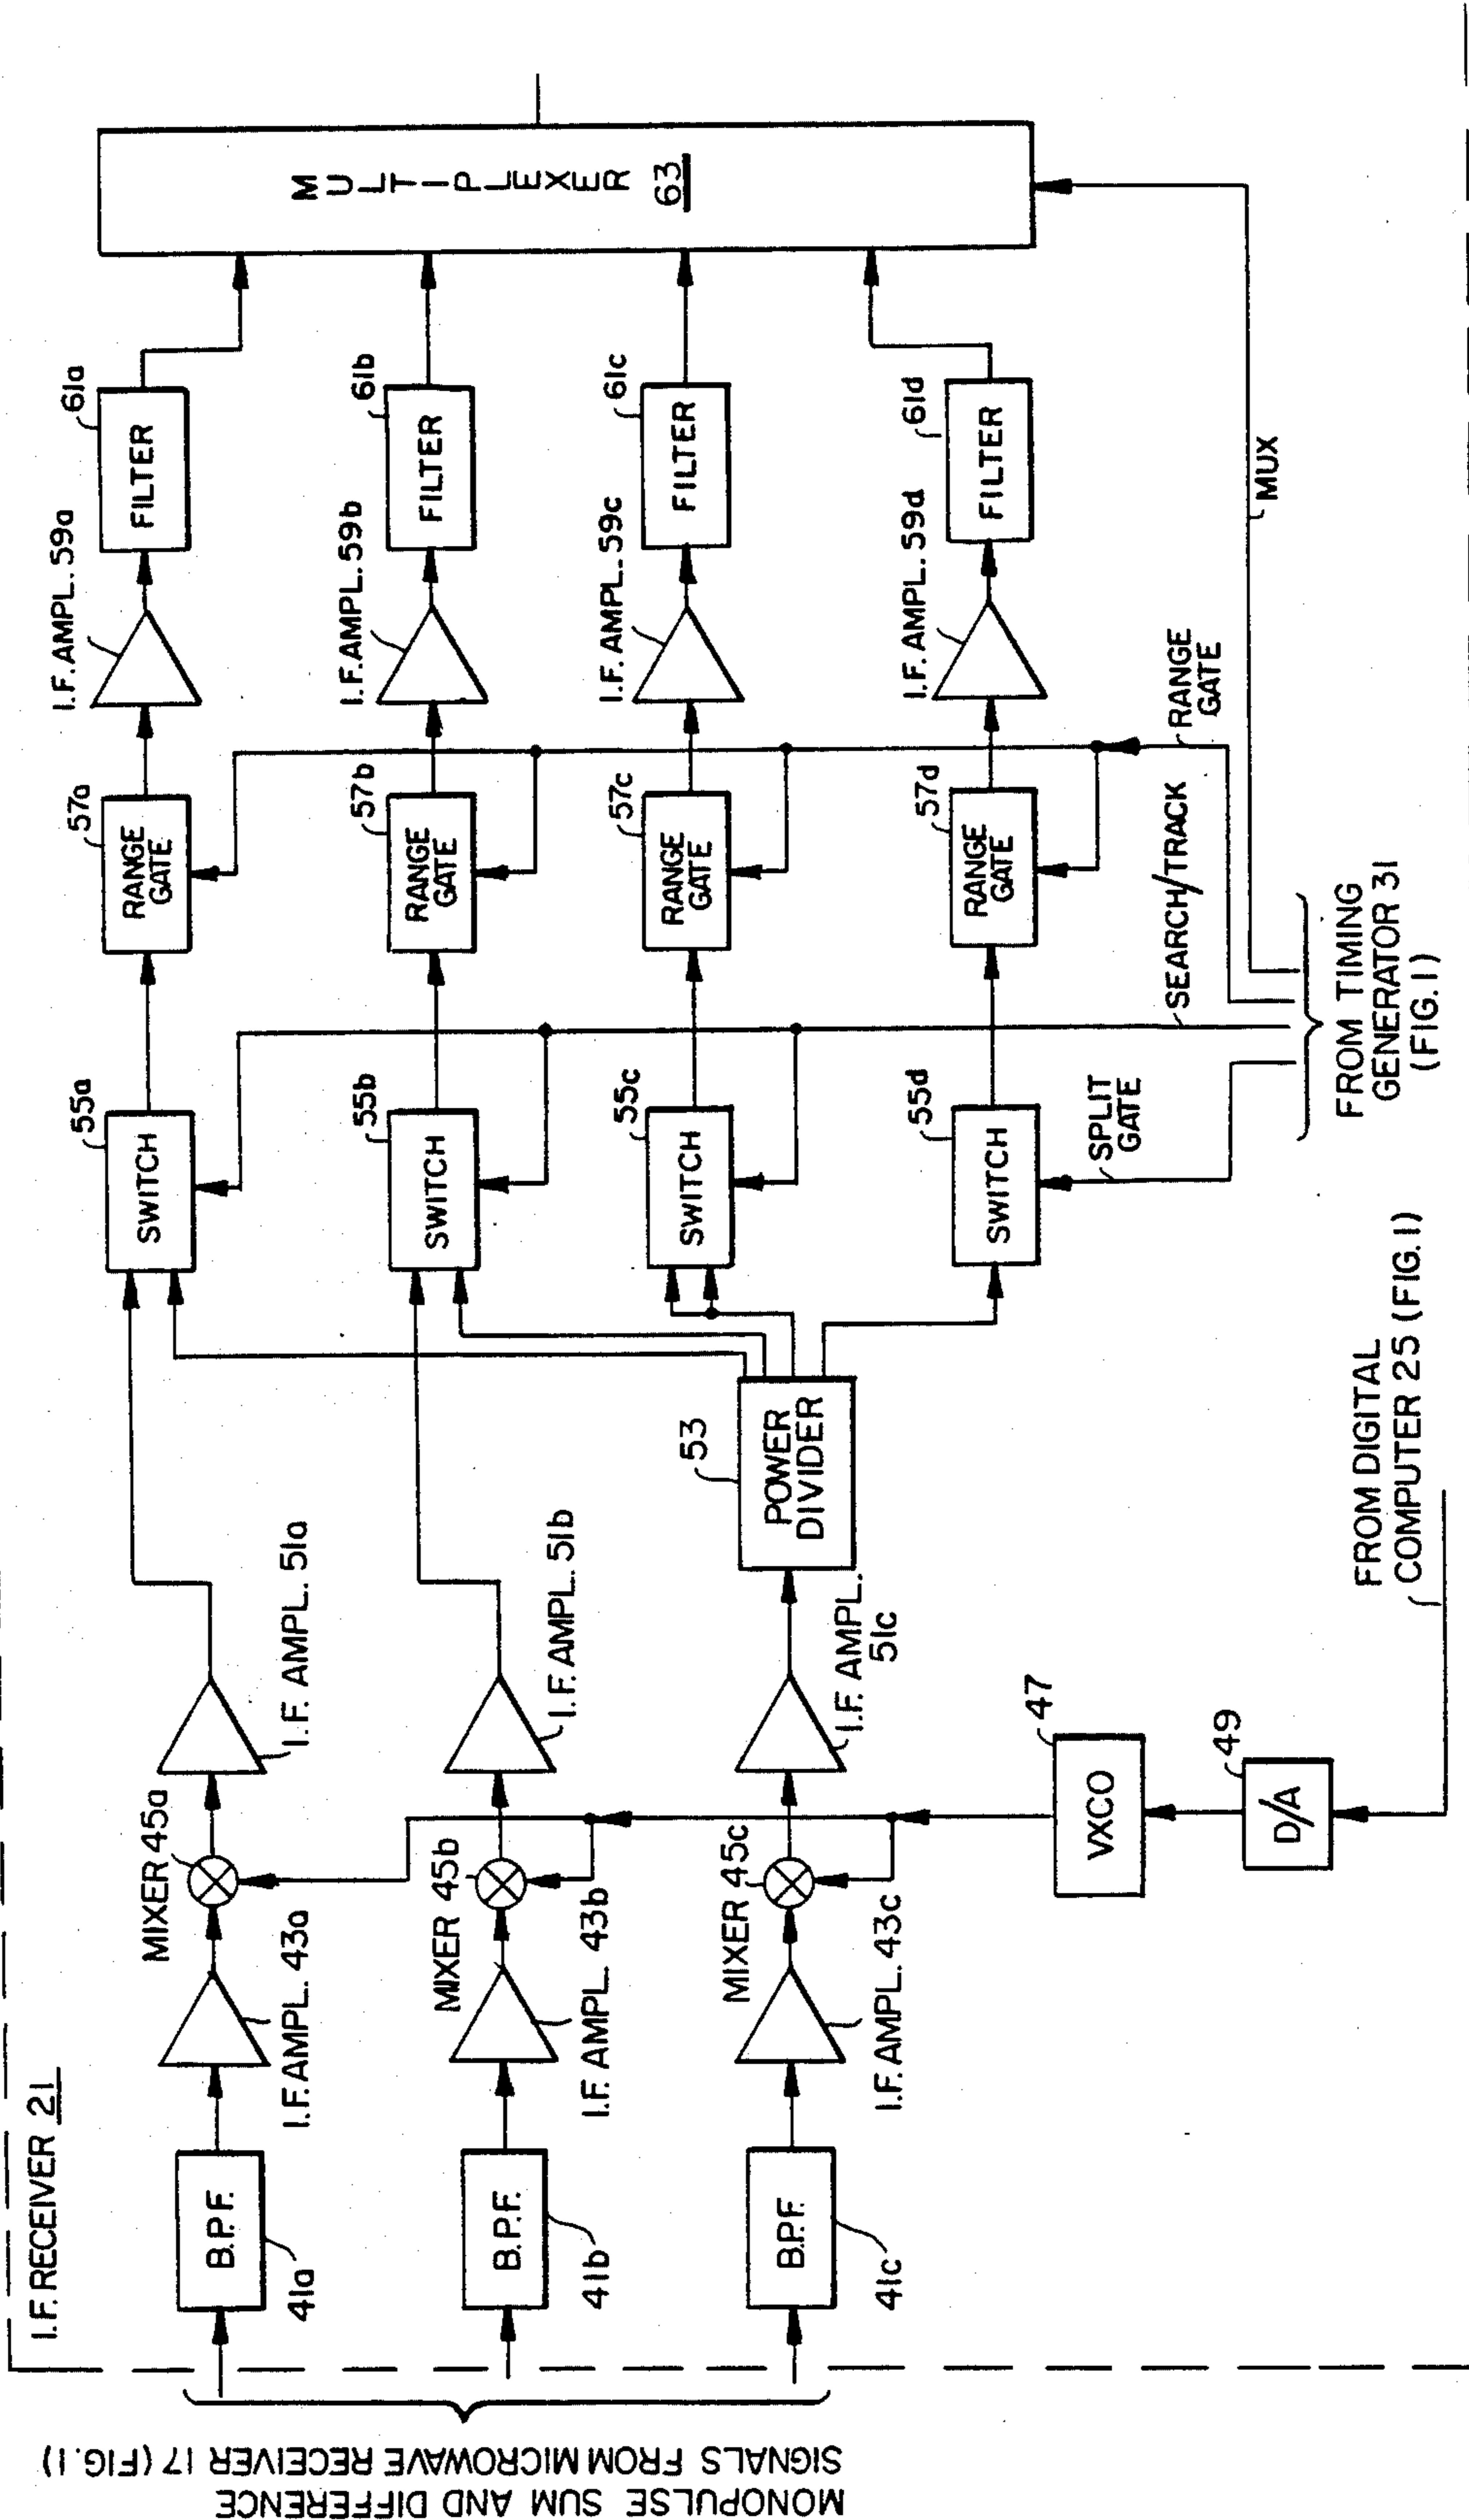 I.F. RECEIVER 21
MONOPULSE SUM AND DIFFERENCE
SIGNALS FROM MICROWAVE RECEIVER 17 (FIG. 1)
B.P.F.
41a
I.F. AMPL. 43a
MIXER 45a
I.F. AMPL. 51a
SWITCH
55a
RANGE
GATE
57a
I.F. AMPL. 59a
FILTER
61a
B.P.F.
41b
I.F. AMPL. 43b
MIXER 45b
I.F. AMPL. 51b
SWITCH
55b
RANGE
GATE
57b
I.F. AMPL. 59b
FILTER
61b
B.P.F.
41c
I.F. AMPL. 43c
MIXER 45c
I.F. AMPL.
51c
POWER
DIVIDER
53
SWITCH
55c
RANGE
GATE
57c
I.F. AMPL. 59c
FILTER
61c
SWITCH
55d
RANGE
GATE
57d
I.F. AMPL. 59d
FILTER
61d
MULTIPLEXER
63
VXCO
47
D/A
49
FROM DIGITAL
COMPUTER 25 (FIG. 1)
SPLIT
GATE
SEARCH/TRACK
RANGE
GATE
MUX
FROM TIMING
GENERATOR 31
(FIG. 1)